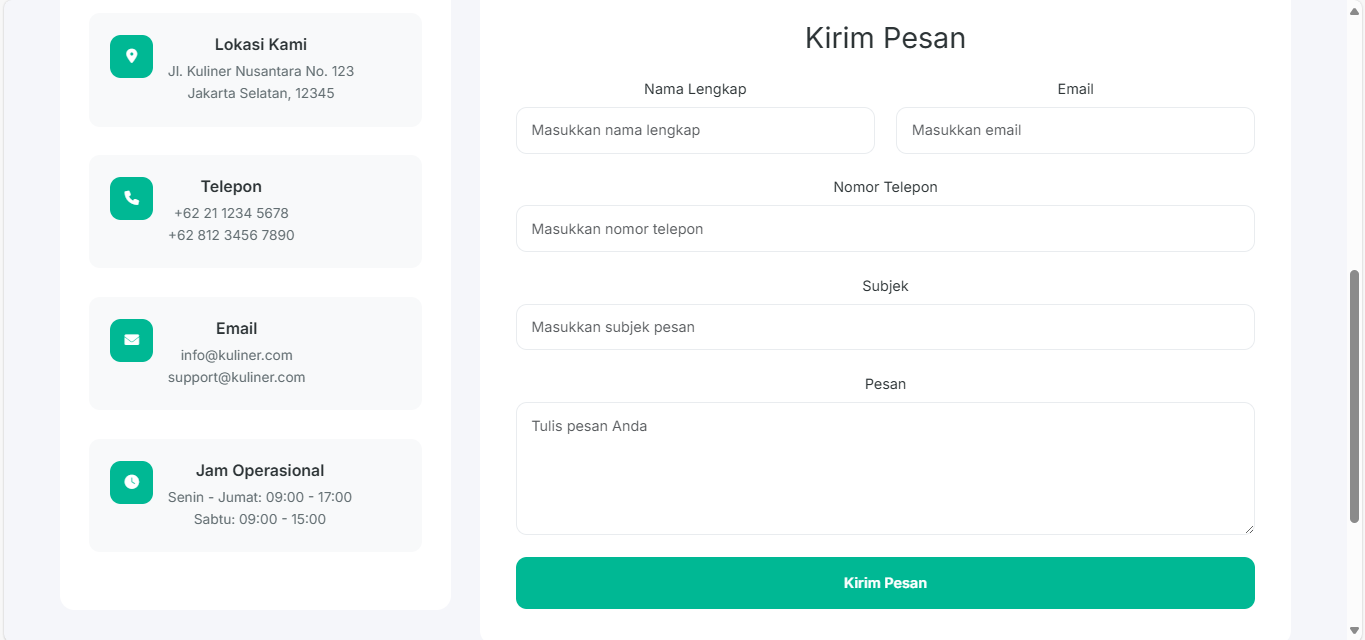 Lokasi Kami
Jl. Kuliner Nusantara No. 123
Jakarta Selatan, 12345
Telepon
+62 21 1234 5678
+62 812 3456 7890
Email
info@kuliner.com
support@kuliner.com
Jam Operasional
Senin - Jumat: 09:00 - 17:00
Sabtu: 09:00 - 15:00
Kirim Pesan
Nama Lengkap
Masukkan nama lengkap
Email
Masukkan email
Nomor Telepon
Masukkan nomor telepon
Subjek
Masukkan subjek pesan
Pesan
Tulis pesan Anda
Kirim Pesan